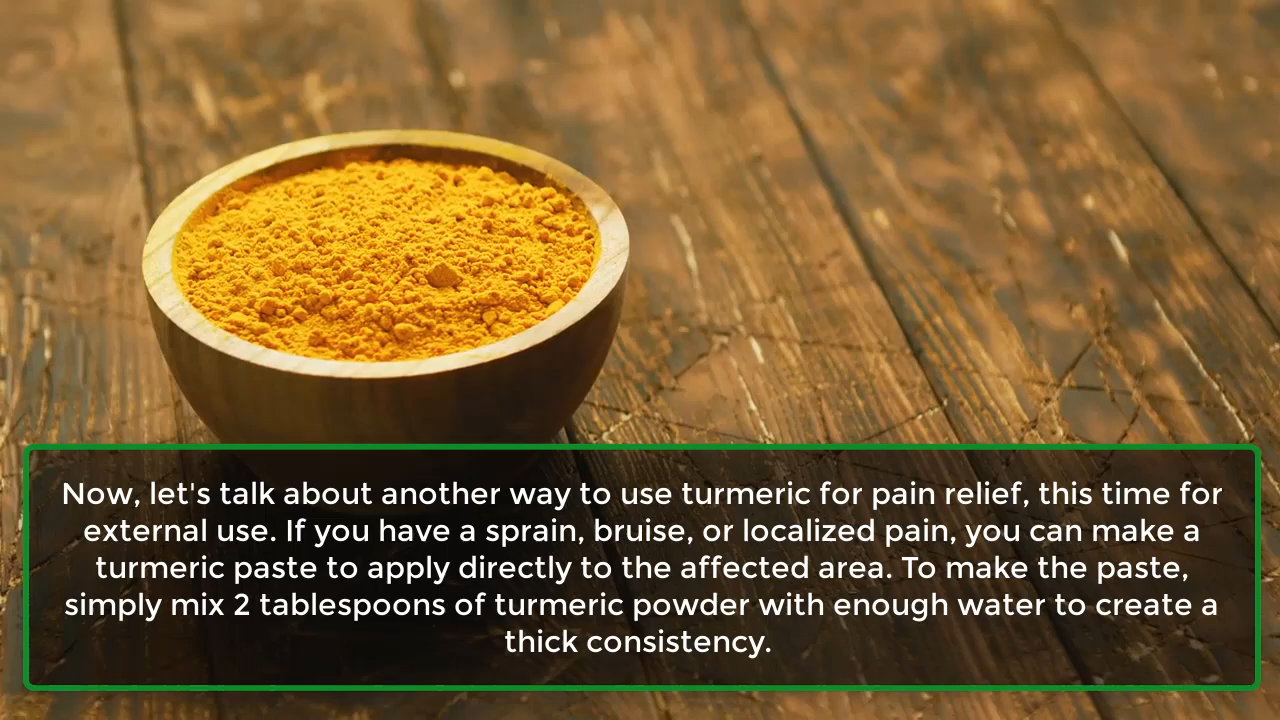 Now, let's talk about another way to use turmeric for pain relief, this time for
external use. If you have a sprain, bruise, or localized pain, you can make a
turmeric paste to apply directly to the affected area. To make the paste,
simply mix 2 tablespoons of turmeric powder with enough water to create a
thick consistency.